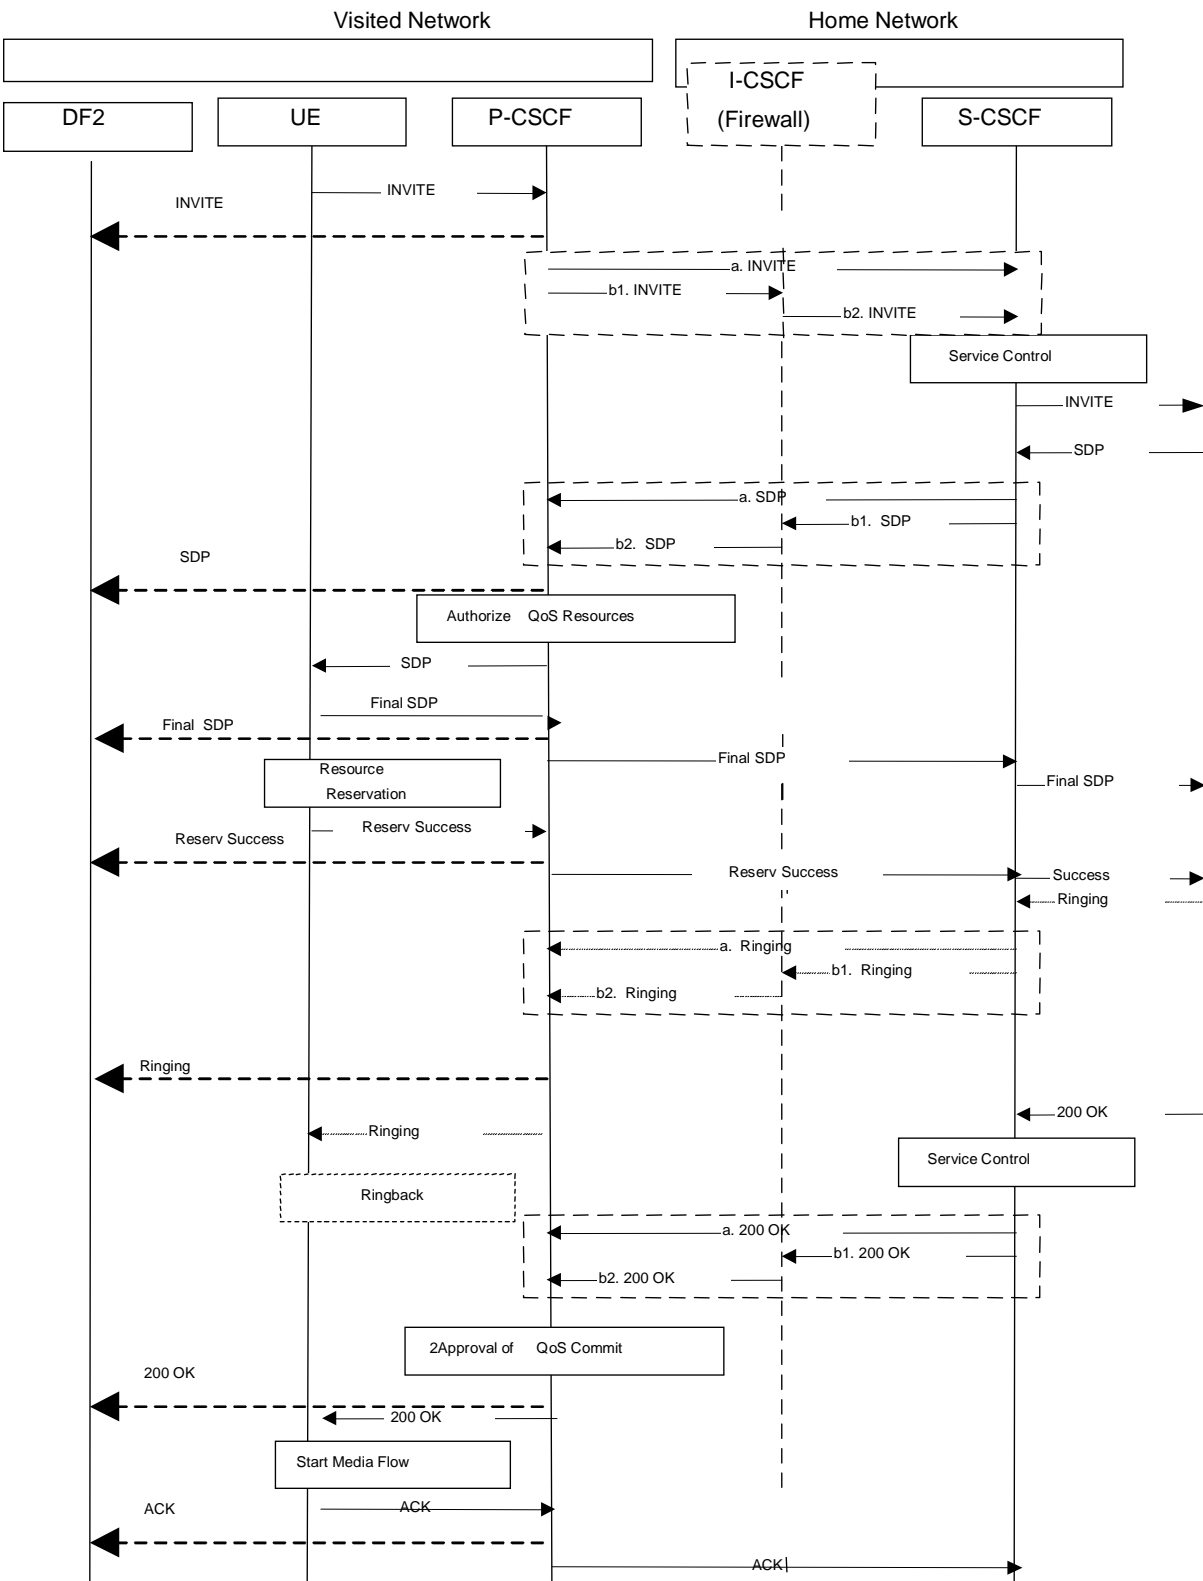 Visited Network
Home Network
I-CSCF
(Firewall)
DF2
UE
P-CSCF
S-CSCF
INVITE
INVITE
a. INVITE
b1. INVITE
b2. INVITE
Service Control
INVITE
SDP
a. SDP
b1. SDP
b2. SDP
SDP
Authorize QoS Resources
SDP
Final SDP
Final SDP
Final SDP
Resource
Reservation
Final SDP
Reserv Success
Reserv Success
Reserv Success
Success
Ringing
a. Ringing
b1. Ringing
b2. Ringing
Ringing
200 OK
Ringing
Service Control
Ringback
a. 200 OK
b1. 200 OK
b2. 200 OK
2Approval of QoS Commit
200 OK
200 OK
Start Media Flow
ACK
ACK
ACK